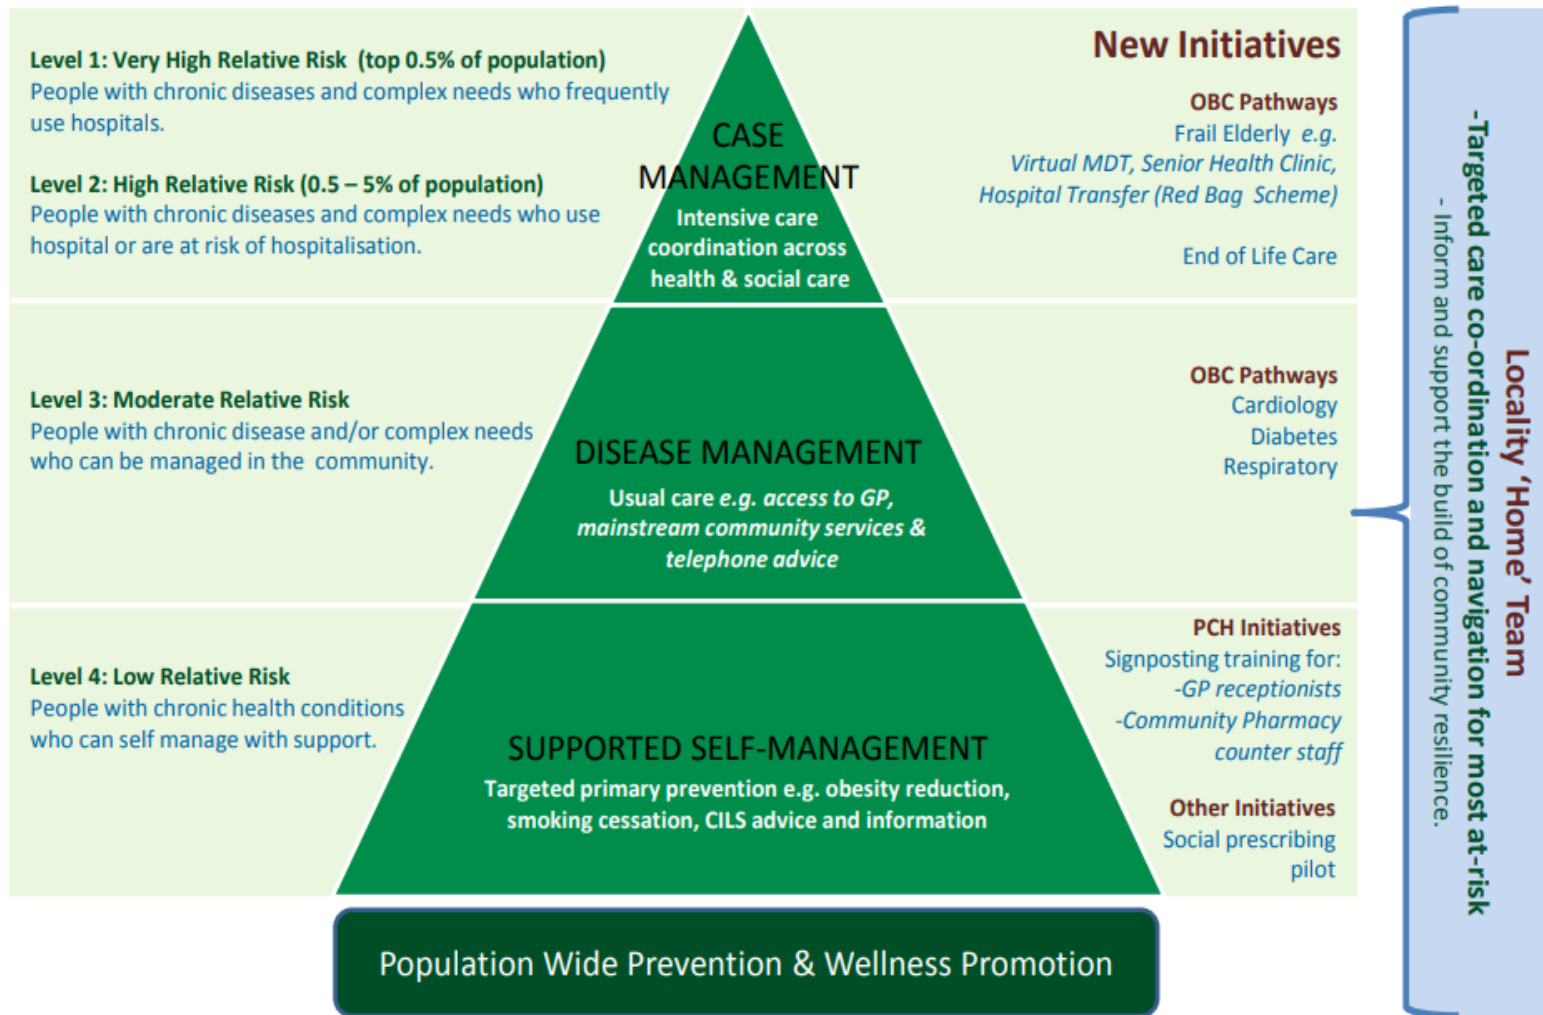 Level 1: Very High Relative Risk (top 0.5% of population)
People with chronic diseases and complex needs who frequently
use hospitals.
Level 2: High Relative Risk (0.5 – 5% of population)
People with chronic diseases and complex needs who use
hospital or are at risk of hospitalisation.
CASE
MANAGEMENT
Intensive care
coordination across
health & social care
New Initiatives
OBC Pathways
Frail Elderly e.g.
Virtual MDT, Senior Health Clinic,
Hospital Transfer (Red Bag Scheme)
End of Life Care
Level 3: Moderate Relative Risk
People with chronic disease and/or complex needs
who can be managed in the community.
DISEASE MANAGEMENT
Usual care e.g. access to GP,
mainstream community services &
telephone advice
OBC Pathways
Cardiology
Diabetes
Respiratory
Level 4: Low Relative Risk
People with chronic health conditions
who can self manage with support.
SUPPORTED SELF-MANAGEMENT
Targeted primary prevention e.g. obesity reduction,
smoking cessation, CILS advice and information
PCH Initiatives
Signposting training for:
-GP receptionists
-Community Pharmacy
counter staff
Other Initiatives
Social prescribing
pilot
Population Wide Prevention & Wellness Promotion
Locality ‘Home’ Team
-Targeted care co-ordination and navigation for most at-risk
- Inform and support the build of community resilience.